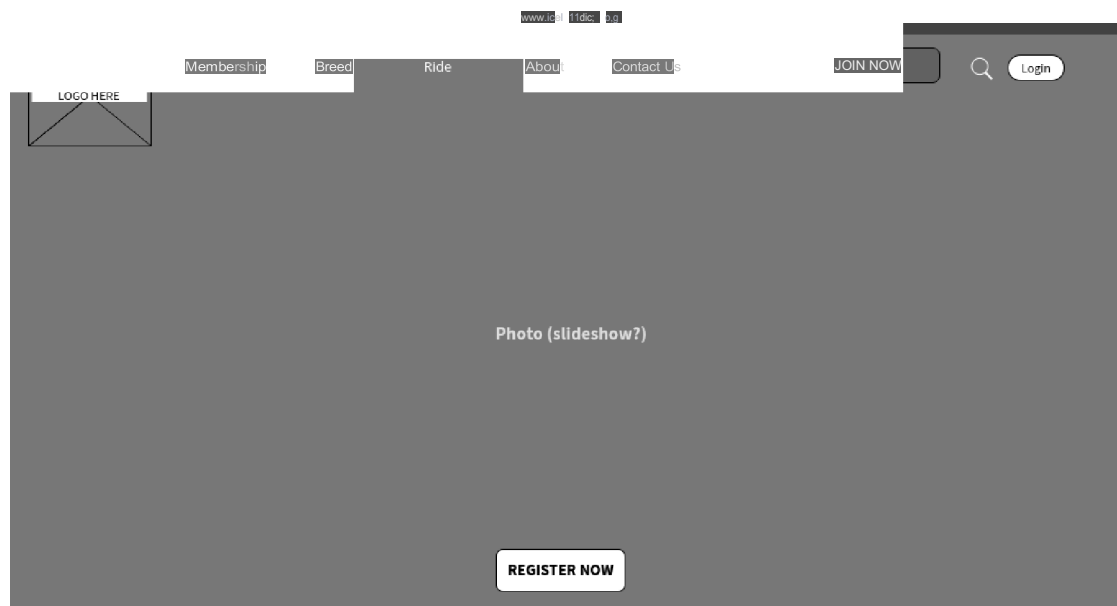 Membership Breed Ride About Contact Us JOIN NOW Login
LOGO HERE
Photo (slideshow?)
REGISTER NOW